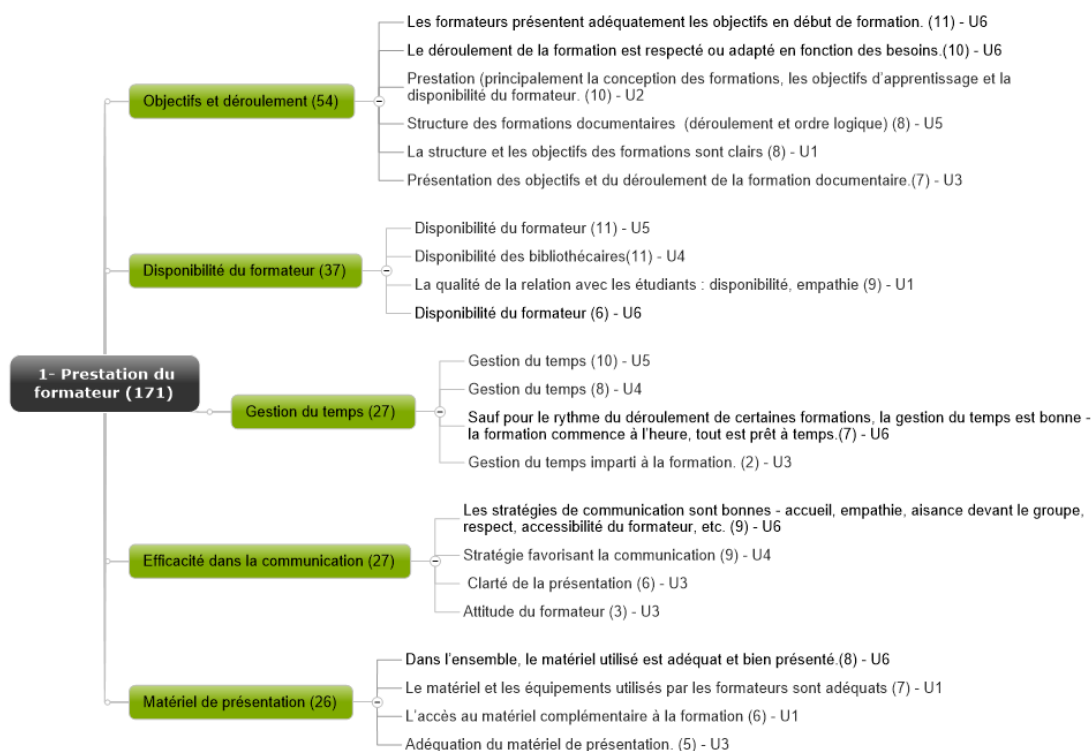 1- Prestation du
formateur (171)
Objectifs et déroulement (54)
Les formateurs présentent adéquatement les objectifs en début de formation. (11) - U6
Le déroulement de la formation est respecté ou adapté en fonction des besoins.(10) - U6
Prestation (principalement la conception des formations, les objectifs d'apprentissage et la
disponibilité du formateur. (10) - U2
Structure des formations documentaires (déroulement et ordre logique) (8) - U5
La structure et les objectifs des formations sont clairs (8) - U1
Présentation des objectifs et du déroulement de la formation documentaire.(7) - U3
Disponibilité du formateur (37)
Disponibilité du formateur (11) - U5
Disponibilité des bibliothécaires(11) - U4
La qualité de la relation avec les étudiants : disponibilité, empathie (9) - U1
Disponibilité du formateur (6) - U6
Gestion du temps (27)
Gestion du temps (10) - U5
Gestion du temps (8) - U4
Sauf pour le rythme du déroulement de certaines formations, la gestion du temps est bonne -
la formation commence à l'heure, tout est prêt à temps.(7) - U6
Gestion du temps imparti à la formation. (2) - U3
Efficacité dans la communication (27)
Les stratégies de communication sont bonnes - accueil, empathie, aisance devant le groupe,
respect, accessibilité du formateur, etc. (9) - U6
Stratégie favorisant la communication (9) - U4
Clarté de la présentation (6) - U3
Attitude du formateur (3) - U3
Matériel de présentation (26)
Dans l'ensemble, le matériel utilisé est adéquat et bien présenté.(8) - U6
Le matériel et les équipements utilisés par les formateurs sont adéquats (7) - U1
L'accès au matériel complémentaire à la formation (6) - U1
Adéquation du matériel de présentation. (5) - U3